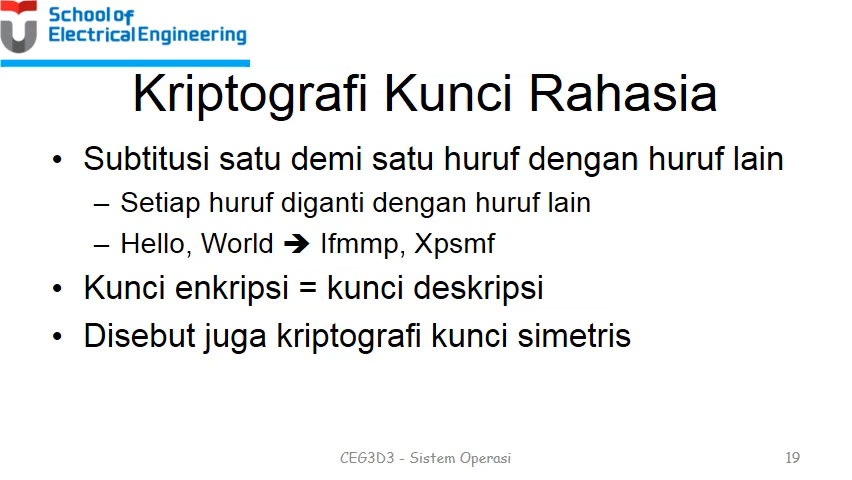 School of
Electrical Engineering
Kriptografi Kunci Rahasia
• Subtitusi satu demi satu huruf dengan huruf lain
– Setiap huruf diganti dengan huruf lain
– Hello, World ➔ Ifmmp, Xpsmf
• Kunci enkripsi = kunci deskripsi
• Disebut juga kriptografi kunci simetris
CEG3D3 - Sistem Operasi
19